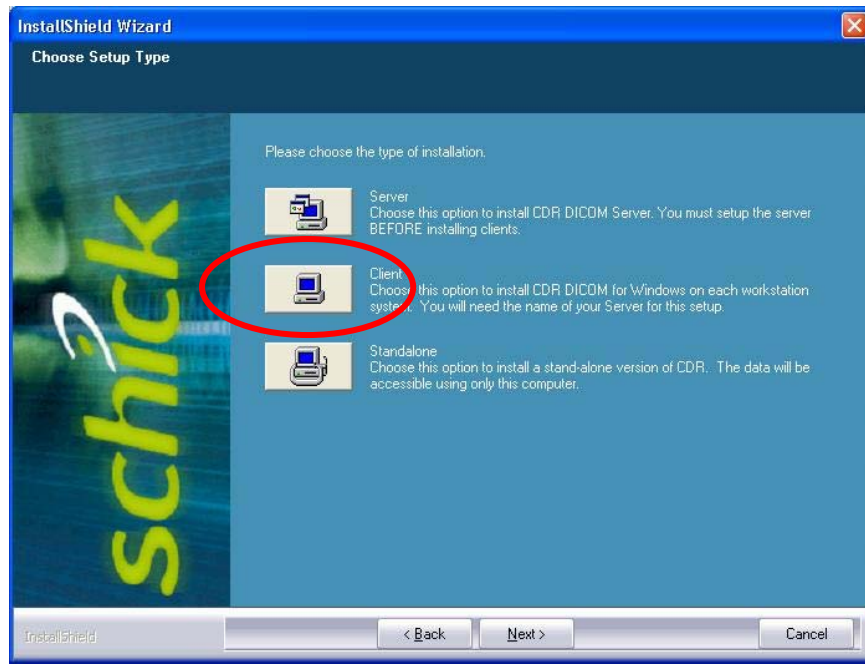 InstallShield Wizard
Choose Setup Type
Please choose the type of installation.
Server
Choose this option to install CDR DICOM Server. You must setup the server
BEFORE installing clients.
Client
Choose this option to install CDR DICOM for Windows on each workstation
system. You will need the name of your Server for this setup.
Standalone
Choose this option to install a stand-alone version of CDR. The data will be
accessible using only this computer.
schick
InstallShield
< Back
Next >
Cancel